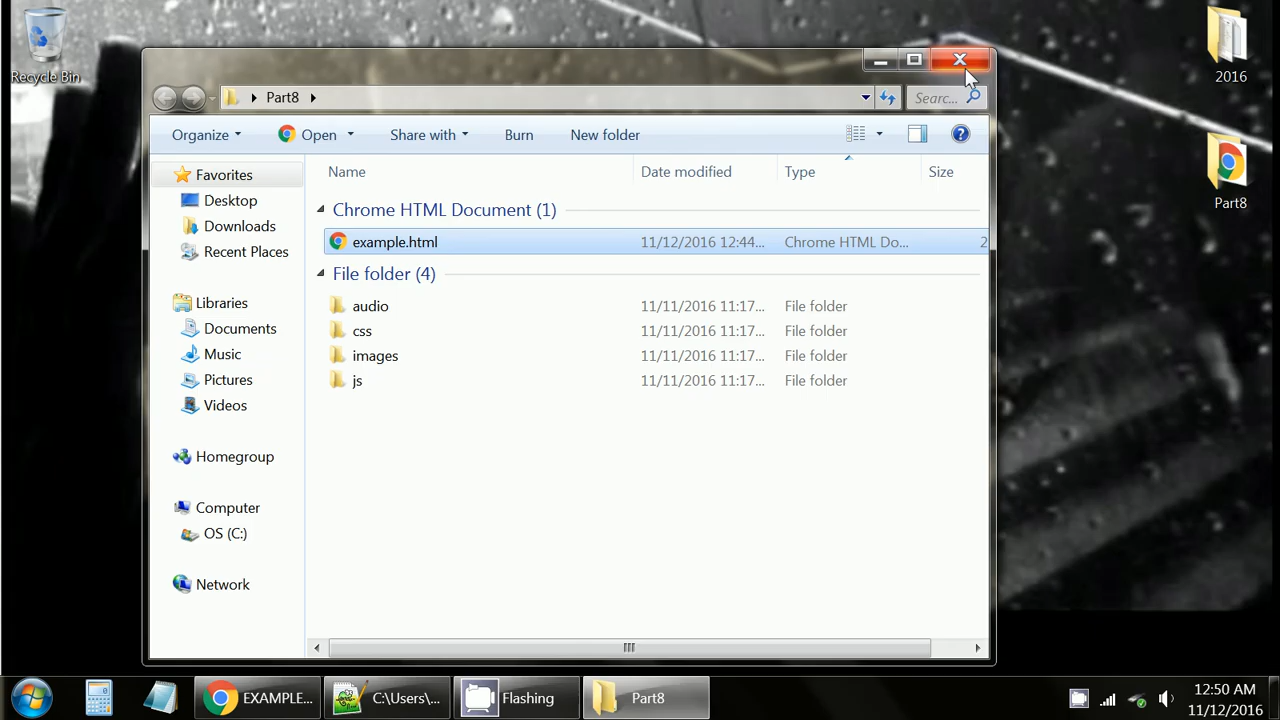 Recycle Bin
2016
Part8
Part8
Searc...
Organize
Open
Share with
Burn
New folder
Favorites
Desktop
Downloads
Recent Places
Libraries
Documents
Music
Pictures
Videos
Homegroup
Computer
OS (C:)
Network
Name Date modified Type Size
Chrome HTML Document (1)
example.html 11/12/2016 12:44... Chrome HTML Do... 2
File folder (4)
audio 11/11/2016 11:17... File folder
css 11/11/2016 11:17... File folder
images 11/11/2016 11:17... File folder
js 11/11/2016 11:17... File folder
EXAMPLE...
C:\Users\...
Flashing
Part8
12:50 AM
11/12/2016